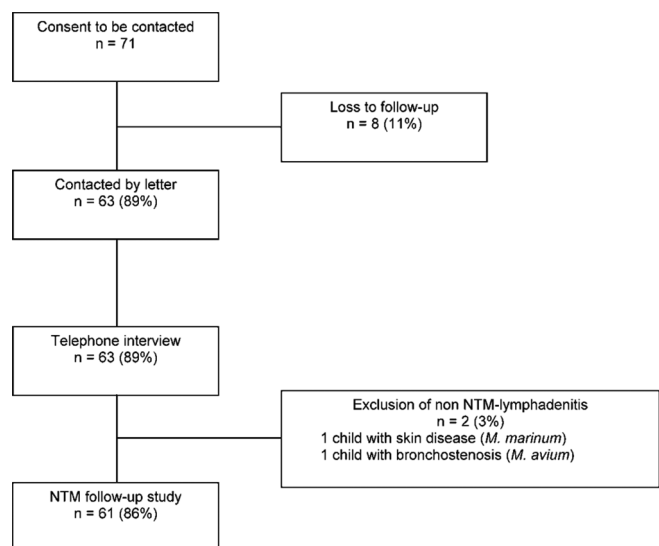 Consent to be contacted
n = 71
Loss to follow-up
n = 8 (11%)
Contacted by letter
n = 63 (89%)
Telephone interview
n = 63 (89%)
Exclusion of non NTM-lymphadenitis
n = 2 (3%)
1 child with skin disease (M. marinum)
1 child with bronchostenosis (M. avium)
NTM follow-up study
n = 61 (86%)